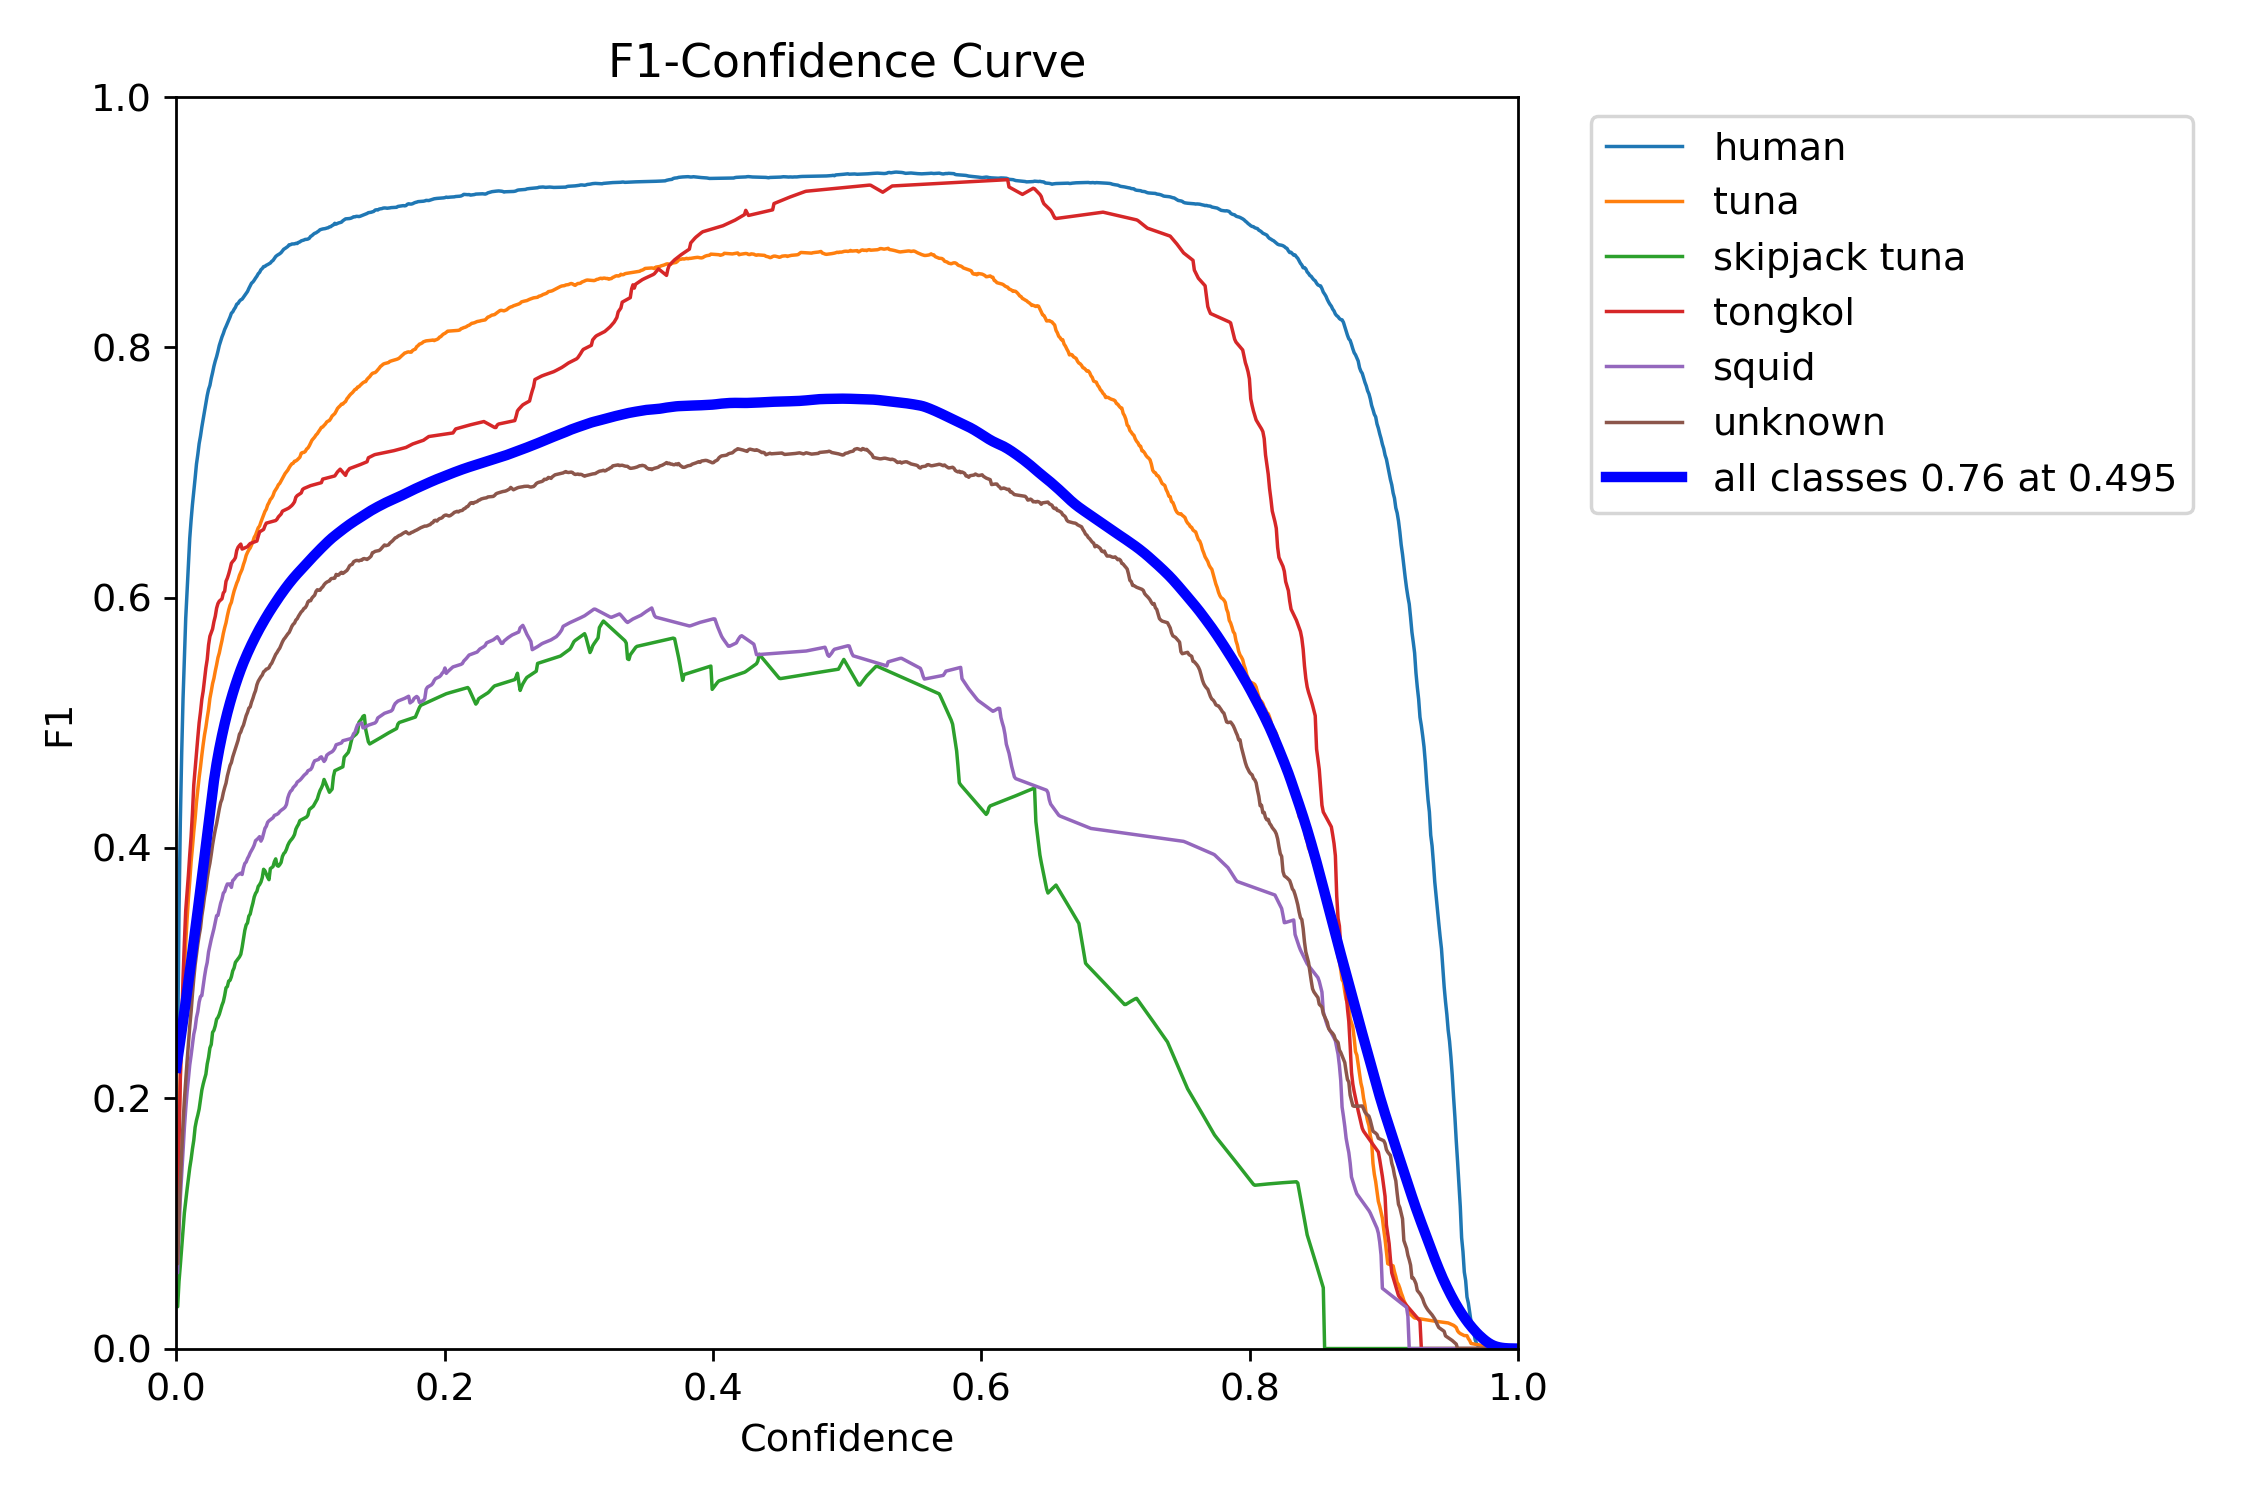 F1-Confidence Curve
1.0
0.8
0.6
0.4
0.2
0.0
F1
0.0 0.2 0.4 0.6 0.8 1.0
Confidence
human
tuna
skipjack tuna
tongkol
squid
unknown
all classes 0.76 at 0.495